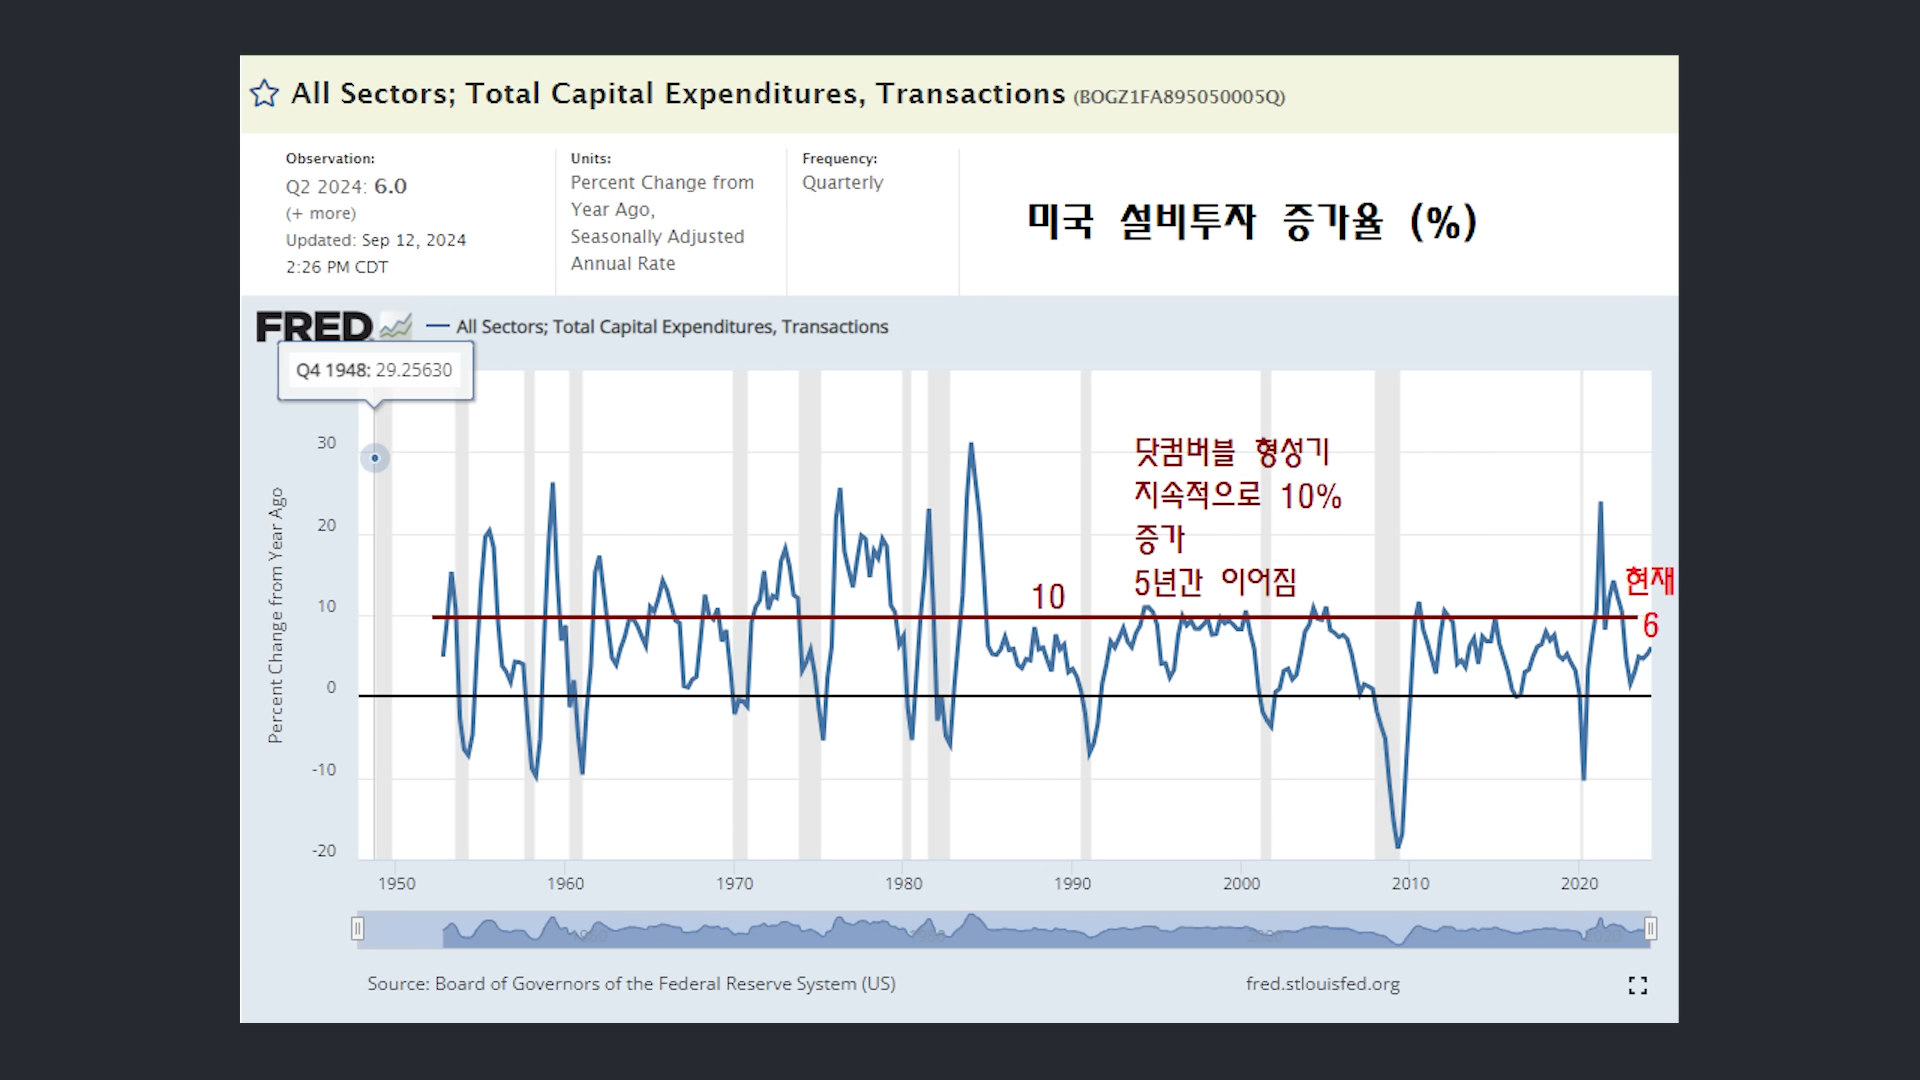 All Sectors; Total Capital Expenditures, Transactions (BOGZ1FA895050005Q)
Observation:
Q2 2024: 6.0
(+ more)
Updated: Sep 12, 2024
2:26 PM CDT
Units:
Percent Change from
Year Ago,
Seasonally Adjusted
Annual Rate
Frequency:
Quarterly
미국 설비투자 증가율 (%)
FRED
All Sectors; Total Capital Expenditures, Transactions
Q4 1948: 29.25630
Percent Change from Year Ago
30
20
10
0
-10
-20
닷컴버블 형성기
지속적으로 10%
증가
5년간 이어짐
10
현재
6
1950
1960
1970
1980
1990
2000
2010
2020
1960
1980
2000
2020
Source: Board of Governors of the Federal Reserve System (US)
fred.stlouisfed.org